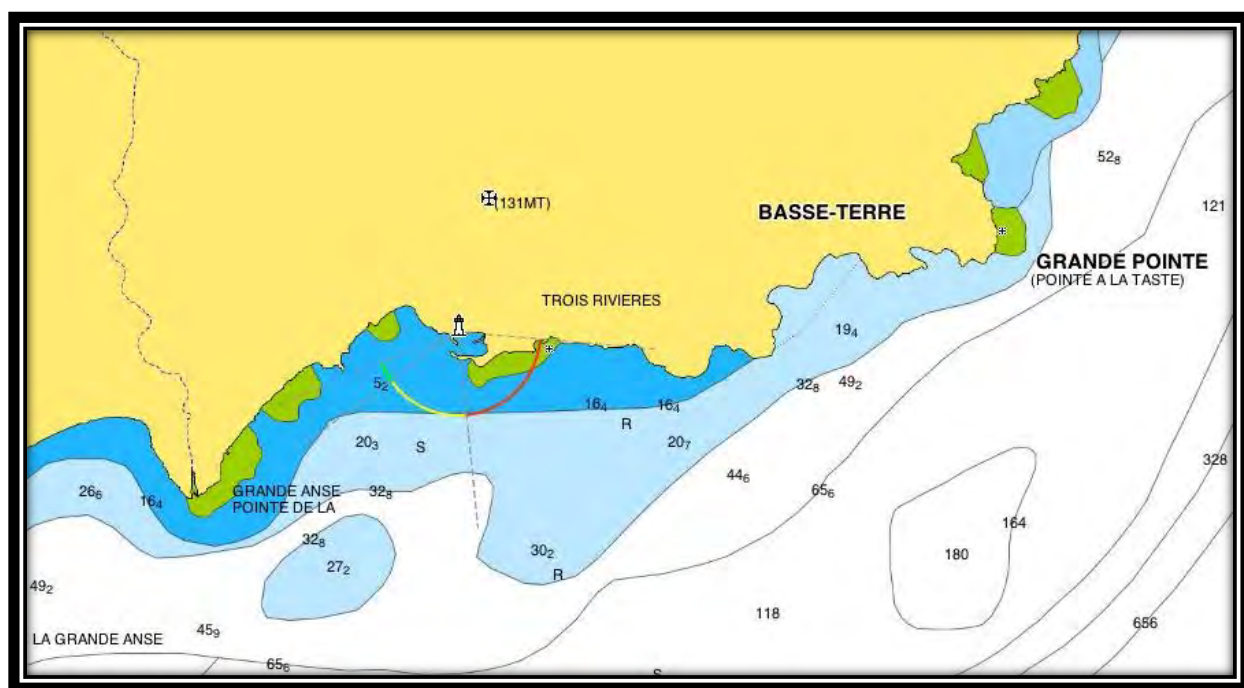 52₈
121
(131MT)
BASSE-TERRE
GRANDE POINTE
(POINTE A LA TASTE)
TROIS RIVIERES
19₄
5₂
32₈
49₂
16₄
16₄
R
20₃
S
20₇
328
44₆
26₆
16₄
GRANDE ANSE
POINTE DE LA
32₈
65₆
164
32₈
30₂
180
27₂
R
49₂
118
45₉
656
LA GRANDE ANSE
65₆
S